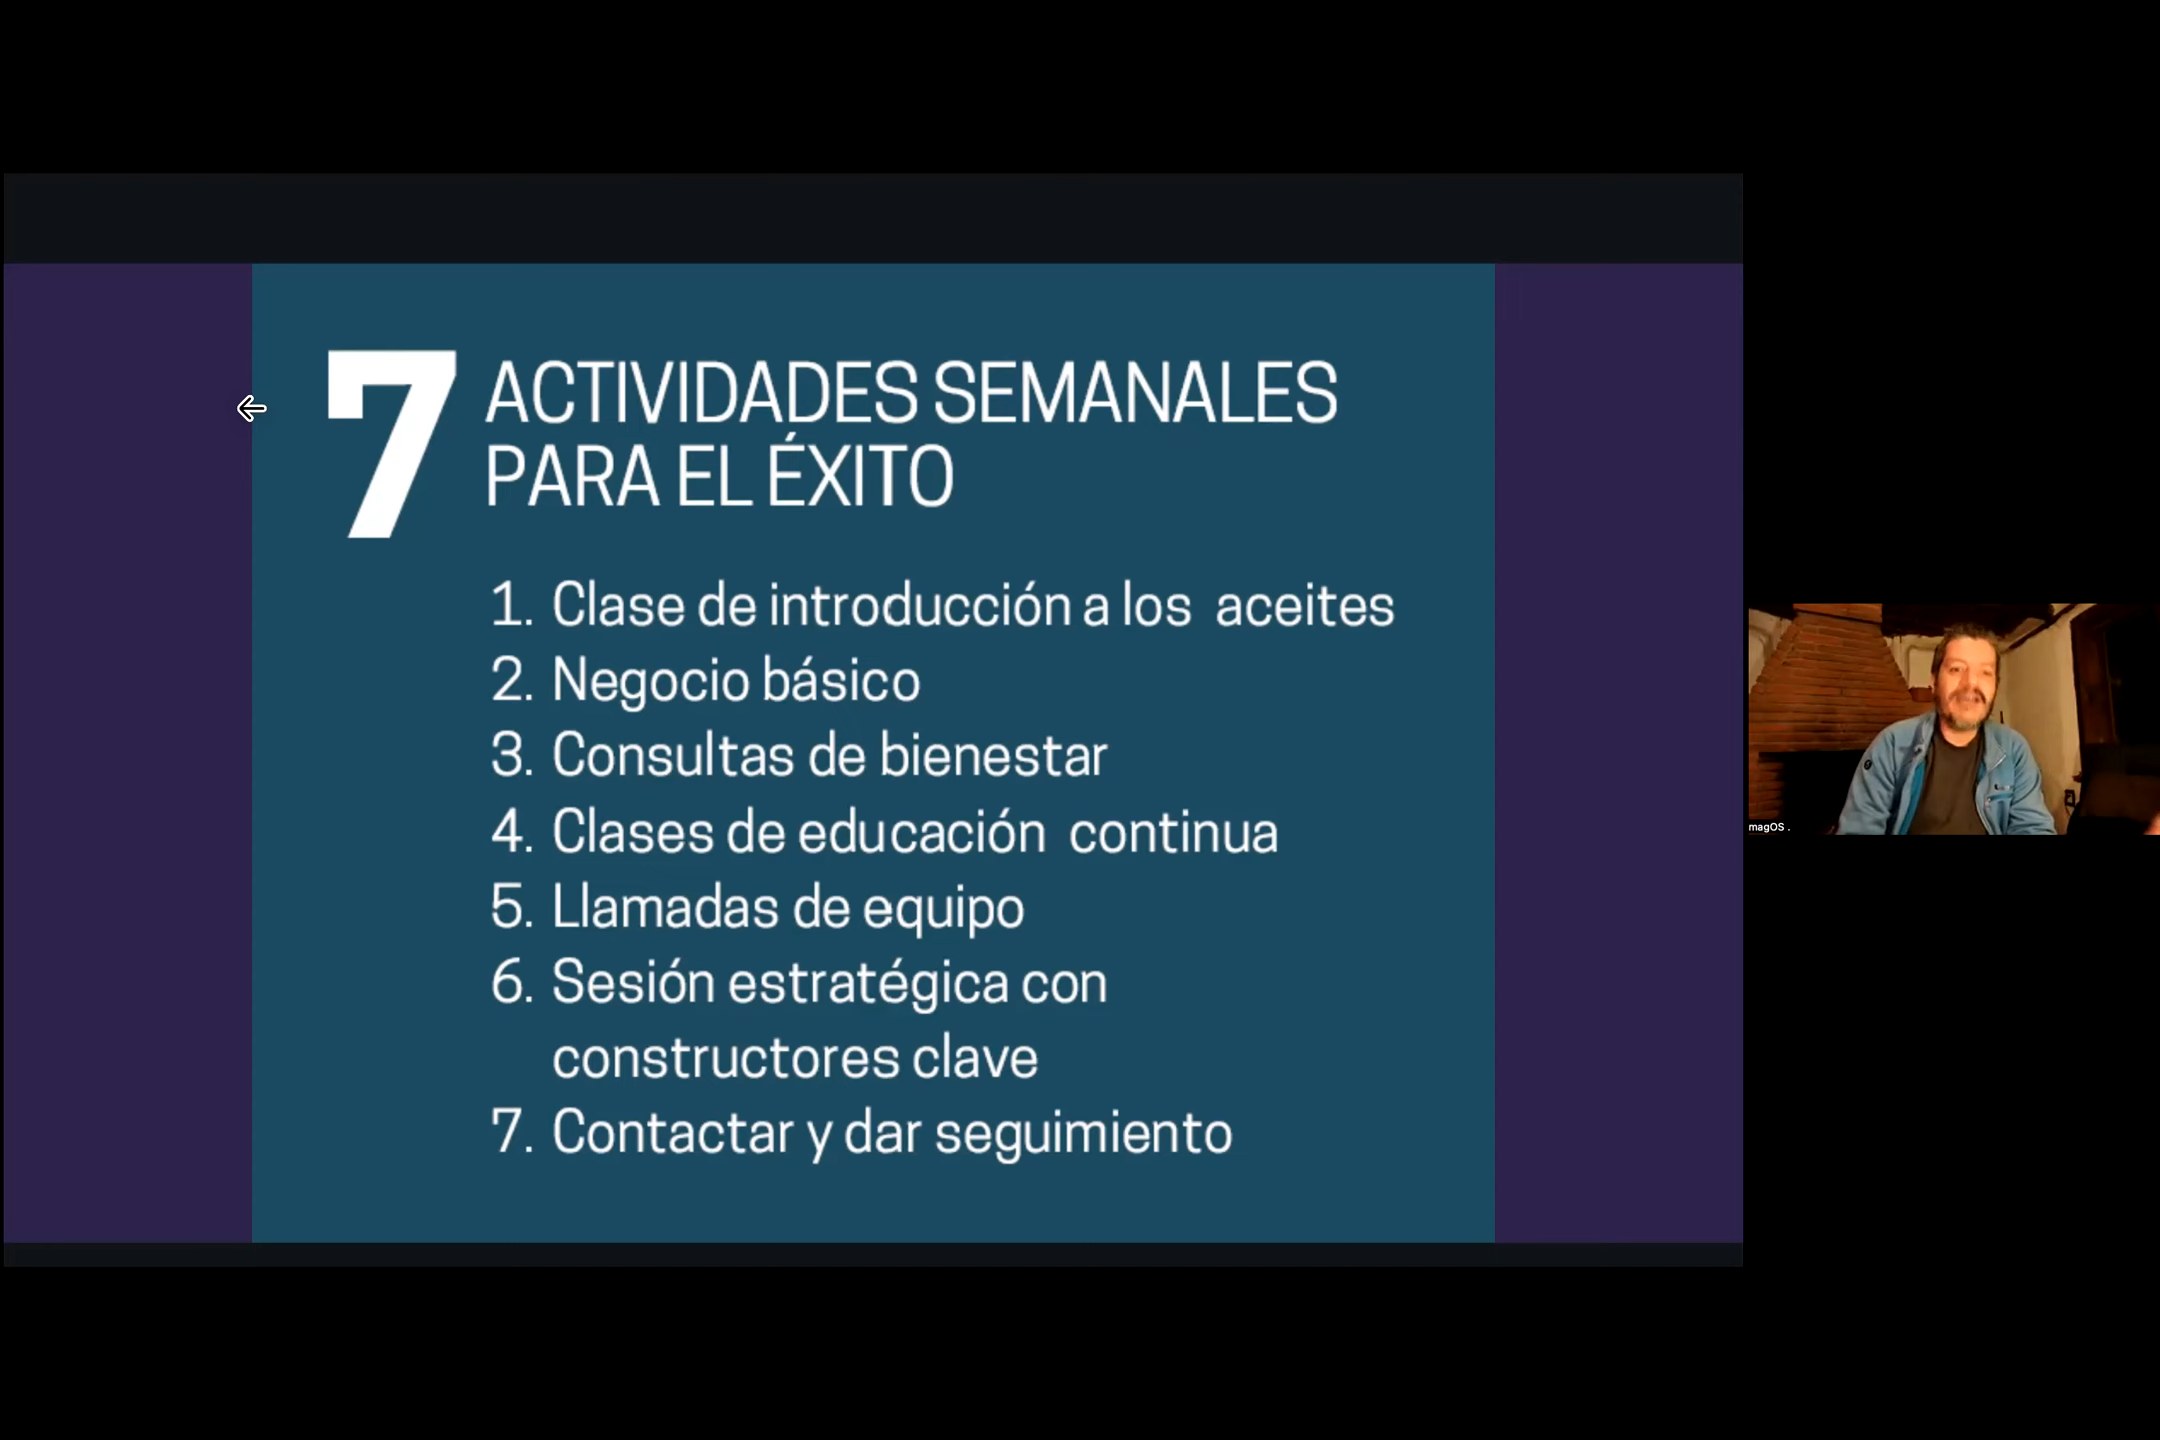 7 ACTIVIDADES SEMANALES
PARA EL ÉXITO
1. Clase de introducción a los aceites
2. Negocio básico
3. Consultas de bienestar
4. Clases de educación continua
5. Llamadas de equipo
6. Sesión estratégica con
constructores clave
7. Contactar y dar seguimiento
magOS .